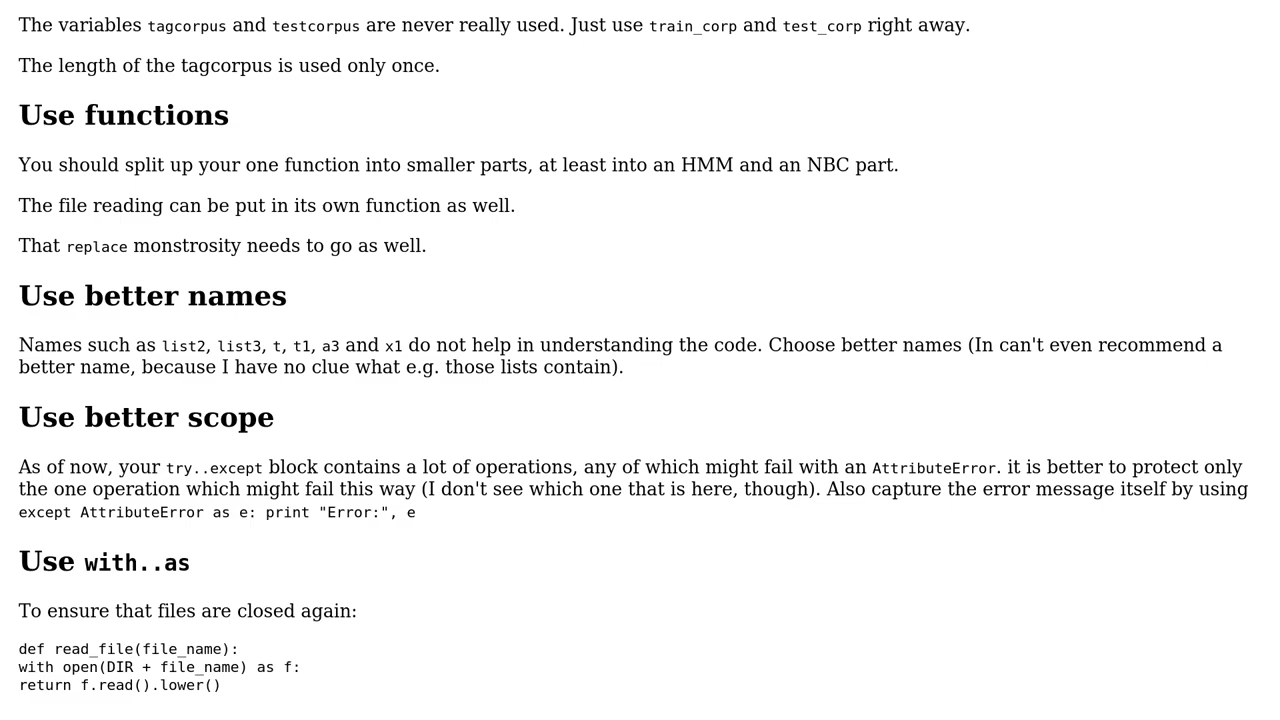 The variables tagcorpus and testcorpus are never really used. Just use train_corp and test_corp right away.
The length of the tagcorpus is used only once.
Use functions
You should split up your one function into smaller parts, at least into an HMM and an NBC part.
The file reading can be put in its own function as well.
That replace monstrosity needs to go as well.
Use better names
Names such as list2, list3, t, t1, a3 and x1 do not help in understanding the code. Choose better names (In can't even recommend a
better name, because I have no clue what e.g. those lists contain).
Use better scope
As of now, your try..except block contains a lot of operations, any of which might fail with an AttributeError. it is better to protect only
the one operation which might fail this way (I don't see which one that is here, though). Also capture the error message itself by using
except AttributeError as e: print "Error:", e
Use with..as
To ensure that files are closed again:
def read_file(file_name):
with open(DIR + file_name) as f:
return f.read().lower()